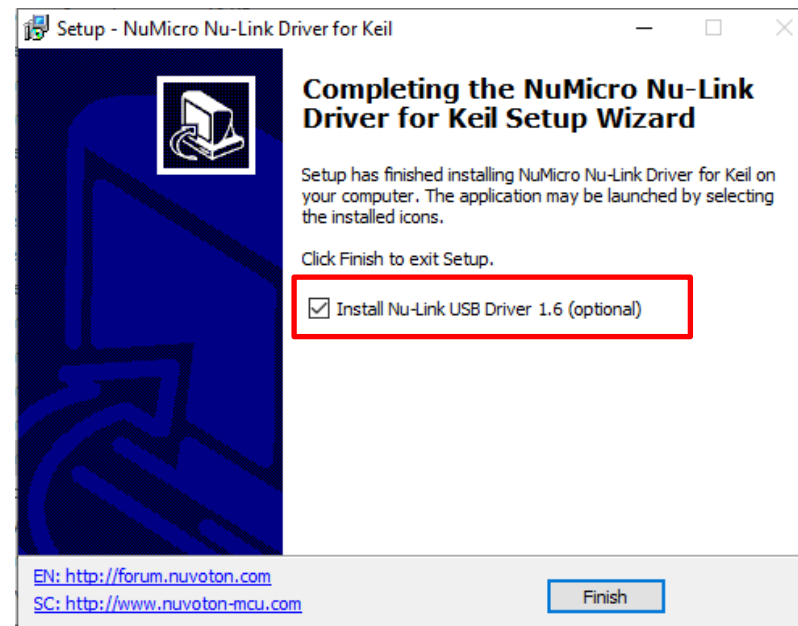 Setup - NuMicro Nu-Link Driver for Keil
Completing the NuMicro Nu-Link
Driver for Keil Setup Wizard
Setup has finished installing NuMicro Nu-Link Driver for Keil on
your computer. The application may be launched by selecting
the installed icons.
Click Finish to exit Setup.
Install Nu-Link USB Driver 1.6 (optional)
EN: http://forum.nuvoton.com
SC: http://www.nuvoton-mcu.com
Finish